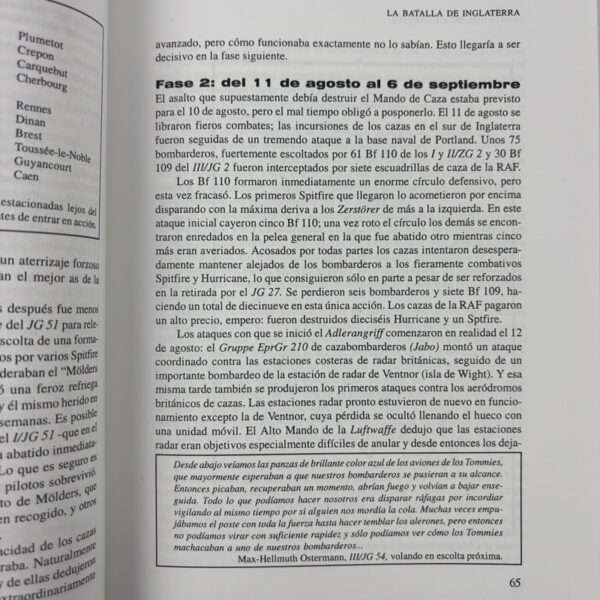 Plumetot
Crepon
Carquebut
Cherbourg
Rennes
Dinan
Brest
Toussée-le-Noble
Guyancourt
Caen
estacionadas lejos del
tes de entrar en acción.
un aterrizaje forzoso
an el mejor as de la
s después fue menos
e del JG 51 para rele-
scolta de una forma-
os por varios Spitfire
deraban el "Mölders
ó una feroz refriega
y él mismo herido en
semanas. Es posible
el I/JG 51 -que en el
a abatido inmediata-
Lo que es seguro es
pilotos sobrevivió.
to de Mölders, que
en recogido, y otros
acidad de los cazas
raba. Naturalmente
y de ellas dedujeron
extraordinariamente
LA BATALLA DE INGLATERRA
avanzado, pero cómo funcionaba exactamente no lo sabían. Esto llegaría a ser
decisivo en la fase siguiente.
Fase 2: del 11 de agosto al 6 de septiembre
El asalto que supuestamente debía destruir el Mando de Caza estaba previsto
para el 10 de agosto, pero el mal tiempo obligó a posponerlo. El 11 de agosto se
libraron fieros combates; las incursiones de los cazas en el sur de Inglaterra
fueron seguidas de un tremendo ataque a la base naval de Portland. Unos 75
bombarderos, fuertemente escoltados por 61 Bf 110 de los I y II/ZG 2 y 30 Bf
109 del III/JG 2 fueron interceptados por siete escuadrillas de caza de la RAF.
Los Bf 110 formaron inmediatamente un enorme círculo defensivo, pero
esta vez fracasó. Los primeros Spitfire que llegaron lo acometieron por encima
disparando con la máxima deriva a los Zerstörer de más a la izquierda. En este
ataque inicial cayeron cinco Bf 110; una vez roto el círculo los demás se encon-
traron enredados en la pelea general en la que fue abatido otro mientras cinco
más eran averiados. Acosados por todas partes los cazas intentaron desespera-
damente mantener alejados de los bombarderos a los fieramente combativos
Spitfire y Hurricane, lo que consiguieron sólo en parte a pesar de ser reforzados
en la retirada por el JG 27. Se perdieron seis bombarderos y siete Bf 109, ha-
ciendo un total de diecinueve en esta única acción. Los cazas de la RAF pagaron
un alto precio, empero: fueron destruidos dieciséis Hurricane y un Sptfire.
Los ataques con que se inició el Adlerangriff comenzaron en realidad el 12
de agosto: el Gruppe EprGr 210 de cazabombarderos (Jabo) montó un ataque
coordinado contra las estaciones costeras de radar británicas, seguido de un
importante bombardeo de la estación de radar de Ventnor (isla de Wight). Y esa
misma tarde también se produjeron los primeros ataques contra los aeródromos
británicos de cazas. Las estaciones radar pronto estuvieron de nuevo en funcio-
namiento excepto la de Ventnor, cuya pérdida se ocultó llenando el hueco con
una unidad móvil. El Alto Mando de la Luftwaffe dedujo que las estaciones
radar eran objetivos especialmente difíciles de anular y desde entonces los deja-
Desde abajo veíamos las panzas de brillante color azul de los aviones de los Tommies,
que mayormente esperaban a que nuestros bombarderos se pusieran a su alcance.
Entonces picaban, recuperaban un momento, abrían fuego y volvían a bajar ense-
guida. Todo lo que podíamos hacer nosotros era disparar ráfagas por incordiar
vigilando al mismo tiempo por si alguien nos mordía la cola. Muchas veces empu-
jábamos el poste con toda la fuerza hasta hacer temblar los alerones, pero entonces
no podíamos virar con suficiente rapidez y sólo podíamos ver cómo los Tommies
machacaban a uno de nuestros bombarderos...
Max-Hellmuth Ostermann, III/JG 54, volando en escolta próxima.
65